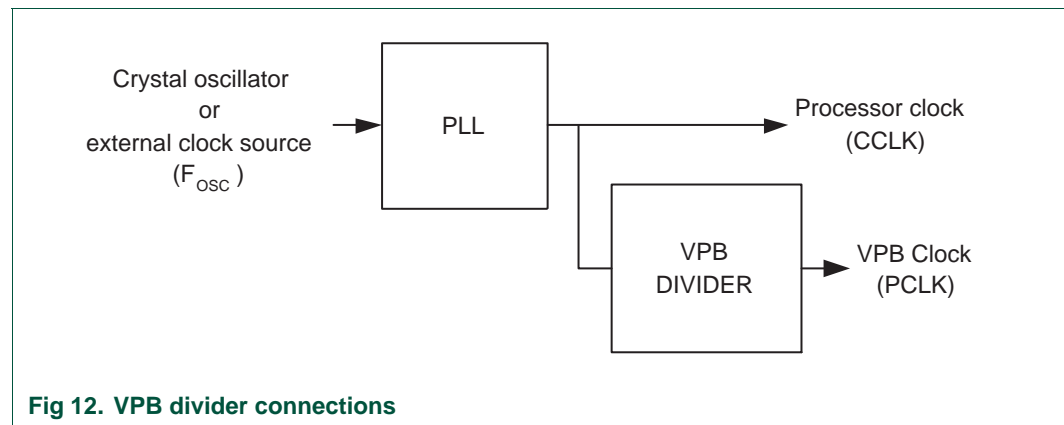 Crystal oscillator
or
external clock source
(FOSC )
PLL
Processor clock
(CCLK)
VPB
DIVIDER
VPB Clock
(PCLK)
Fig 12. VPB divider connections